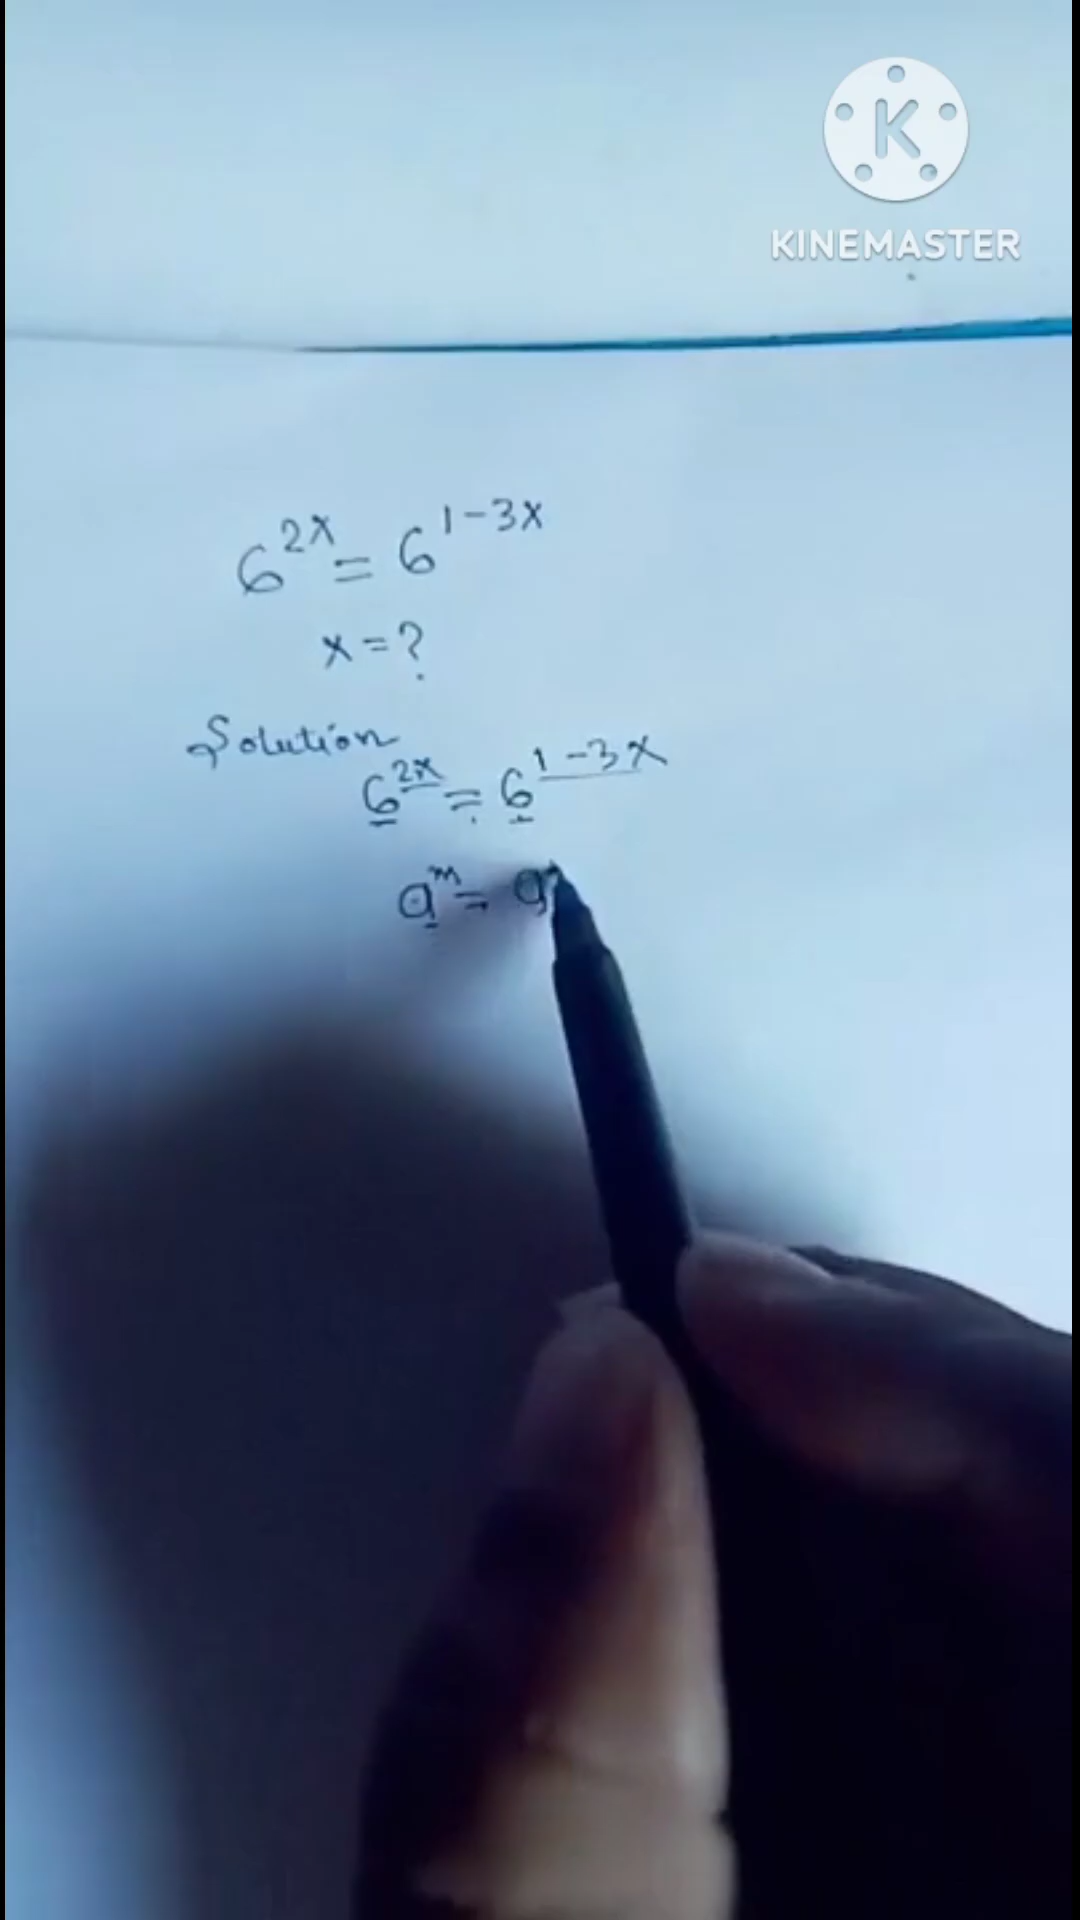 KINEMASTER
6^{2x} = 6^{1-3x}
x = ?
Solution
6^{2x} = 6^{1-3x}
a^m = a